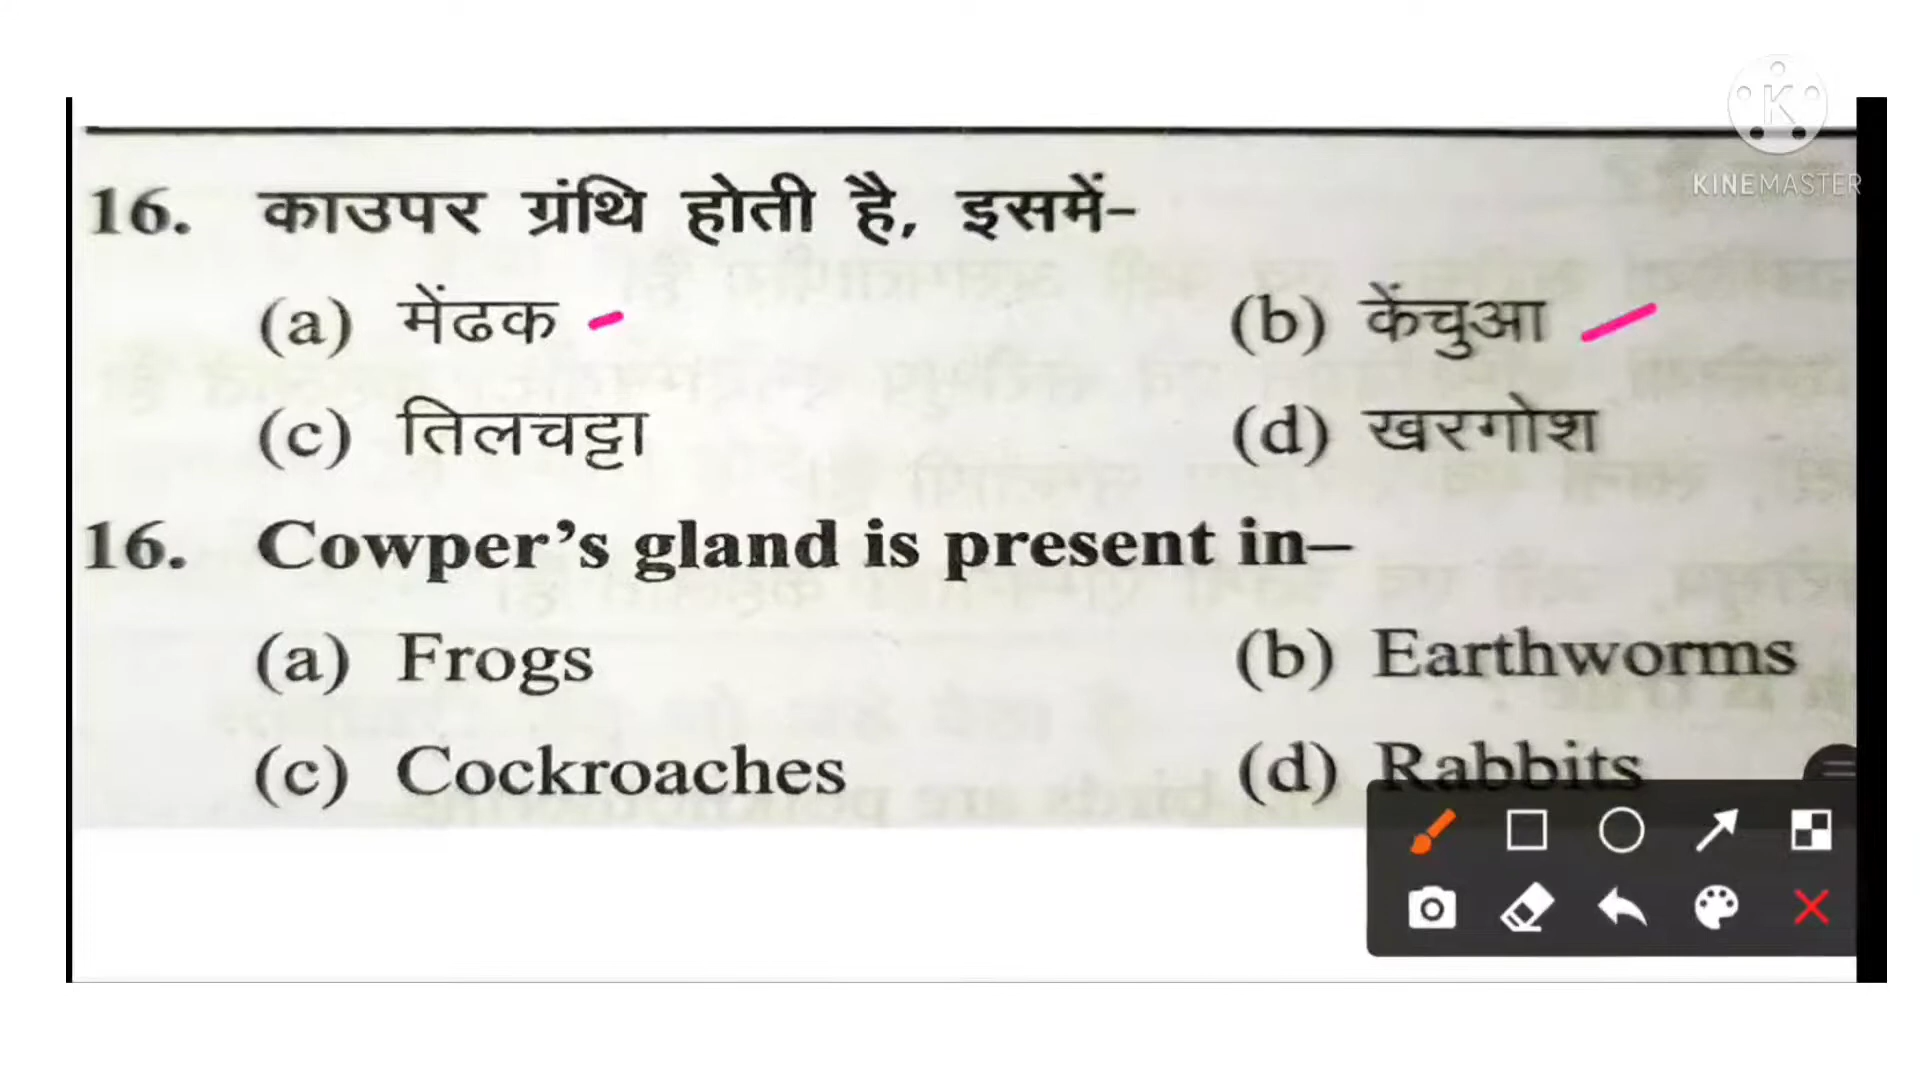 KINEMASTER
16. काउपर ग्रंथि होती है, इसमें-
(a) मेंढक (b) केंचुआ
(c) तिलचट्टा (d) खरगोश
16. Cowper's gland is present in–
(a) Frogs (b) Earthworms
(c) Cockroaches (d) Rabbits